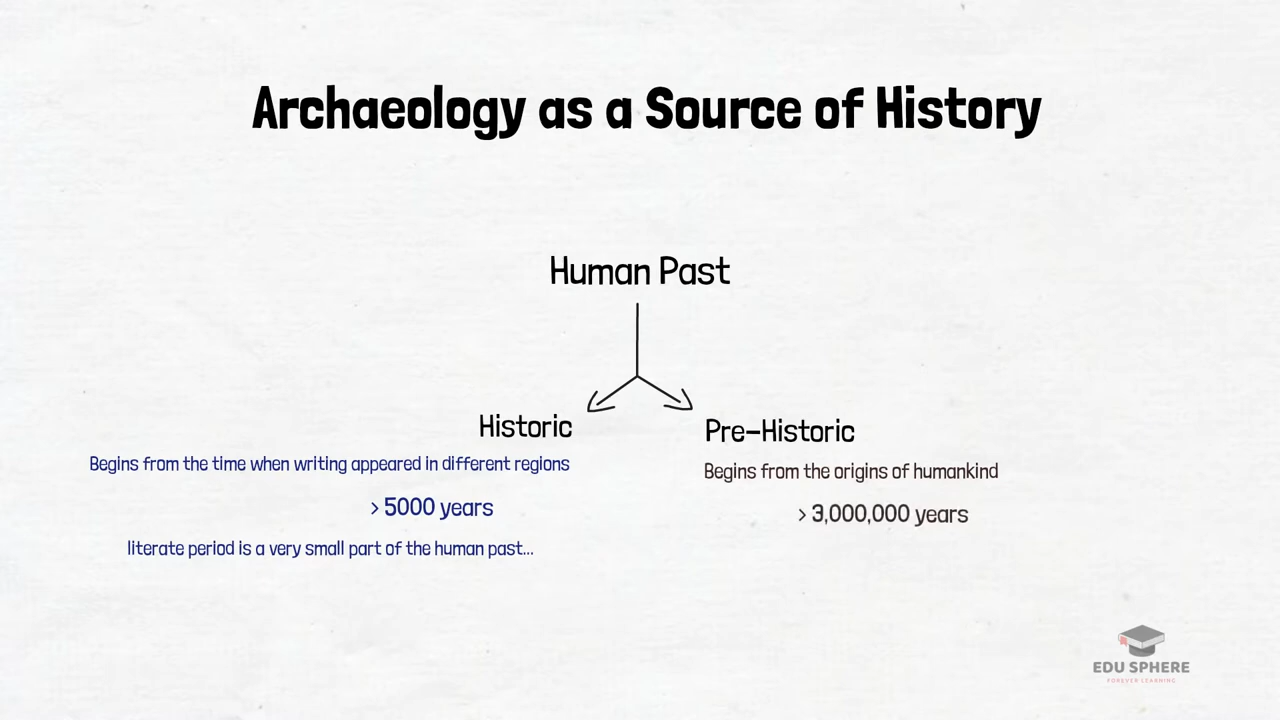 Archaeology as a Source of History
Human Past
Historic
Begins from the time when writing appeared in different regions
> 5000 years
literate period is a very small part of the human past...
Pre-Historic
Begins from the origins of humankind
> 3,000,000 years
EDU SPHERE
FOREVER LEARNING